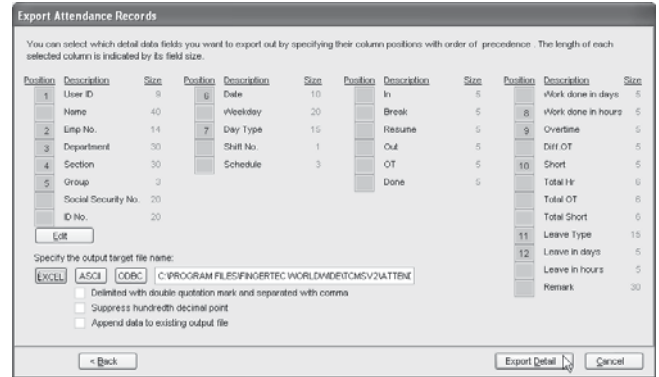 Export Attendance Records
You can select which detail data fields you want to export out by specifying their column positions with order of precedence . The length of each
selected column is indicated by its field size.
Position Description Size Position Description Size Position Description Size Position Description Size
1 User ID 9 6 Date 10 In 5 Work done in days 5
Name 40 Weekday 20 Break 5 8 Work done in hours 5
2 Emp No. 14 7 Day Type 15 Resume 5 9 Overtime 5
3 Department 30 Shift No. 1 Out 5 Diff.OT 5
4 Section 30 Schedule 3 OT 5 10 Short 5
5 Group 3 Done 5 Total Hr 6
Social Security No. 20 Total OT 6
ID No. 20 Total Short 6
Edit 11 Leave Type 15
Specify the output target file name: 12 Leave in days 5
EXCEL ASCII ODBC C:\PROGRAM FILES\FINGERTEC WORLDWIDE\TCMSV2\ATTEND Leave in hours 5
Delimited with double quotation mark and separated with comma Remark 30
Suppress hundredth decimal point
Append data to existing output file
< Back Export Detail Cancel